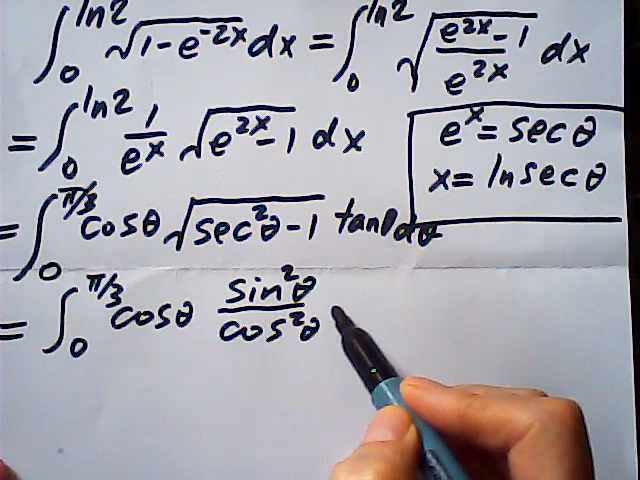 ∫₀^{ln2} √(1-e^{-2x}) dx = ∫₀^{ln2} √((e^{2x}-1)/e^{2x}) dx
= ∫₀^{ln2} 1/e^x √(e^{2x}-1) dx
e^x = secθ
x = ln secθ
= ∫₀^{π/3} cosθ √(sec²θ-1) tanθ dθ
= ∫₀^{π/3} cosθ sin²θ/cos²θ